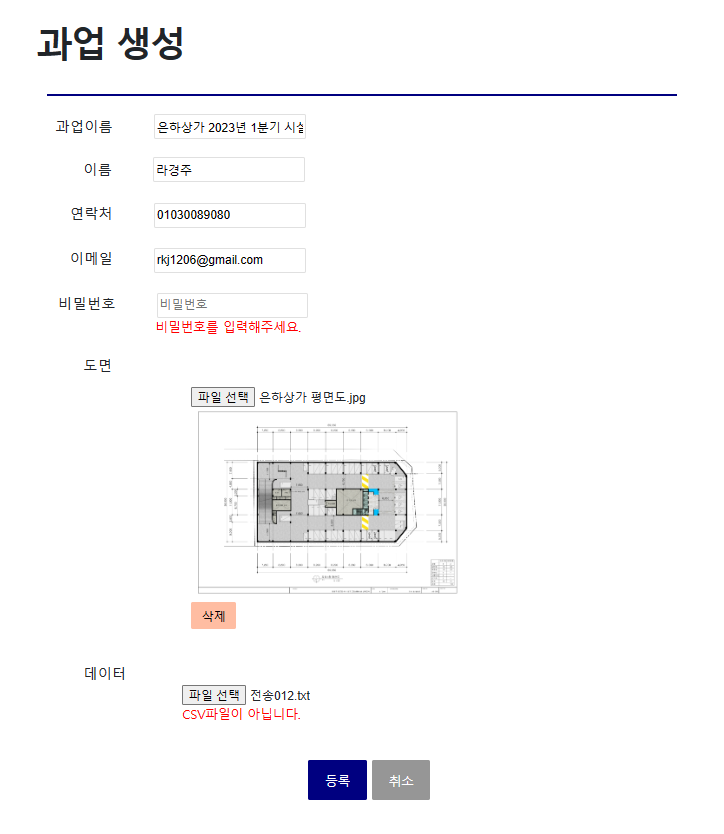 과업 생성
과업이름 은하상가 2023년 1분기 시설
이름 라경주
연락처 01030089080
이메일 rkj1206@gmail.com
비밀번호 비밀번호
비밀번호를 입력해주세요.
도면
파일 선택 은하상가 평면도.jpg
삭제
데이터
파일 선택 전송012.txt
CSV파일이 아닙니다.
등록 취소